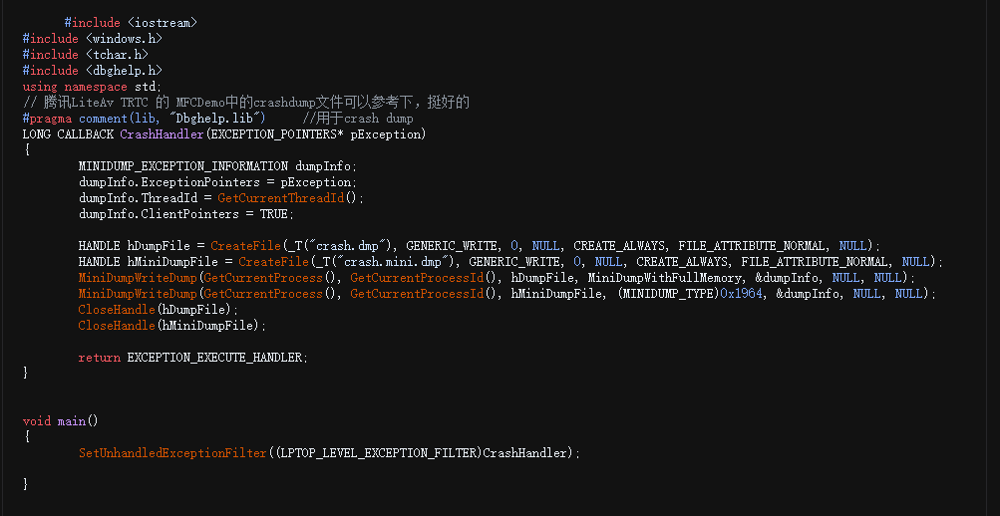 #include <iostream>
#include <windows.h>
#include <tchar.h>
#include <dbghelp.h>
using namespace std;
// 腾讯LiteAv TRTC 的 MFCDemo中的crashdump文件可以参考下，挺好的
#pragma comment(lib, "Dbghelp.lib") //用于crash dump
LONG CALLBACK CrashHandler(EXCEPTION_POINTERS* pException)
{
MINIDUMP_EXCEPTION_INFORMATION dumpInfo;
dumpInfo.ExceptionPointers = pException;
dumpInfo.ThreadId = GetCurrentThreadId();
dumpInfo.ClientPointers = TRUE;
HANDLE hDumpFile = CreateFile(_T("crash.dmp"), GENERIC_WRITE, 0, NULL, CREATE_ALWAYS, FILE_ATTRIBUTE_NORMAL, NULL);
HANDLE hMiniDumpFile = CreateFile(_T("crash.mini.dmp"), GENERIC_WRITE, 0, NULL, CREATE_ALWAYS, FILE_ATTRIBUTE_NORMAL, NULL);
MiniDumpWriteDump(GetCurrentProcess(), GetCurrentProcessId(), hDumpFile, MiniDumpWithFullMemory, &dumpInfo, NULL, NULL);
MiniDumpWriteDump(GetCurrentProcess(), GetCurrentProcessId(), hMiniDumpFile, (MINIDUMP_TYPE)0x1964, &dumpInfo, NULL, NULL);
CloseHandle(hDumpFile);
CloseHandle(hMiniDumpFile);
return EXCEPTION_EXECUTE_HANDLER;
}
void main()
{
SetUnhandledExceptionFilter((LPTOP_LEVEL_EXCEPTION_FILTER)CrashHandler);
}